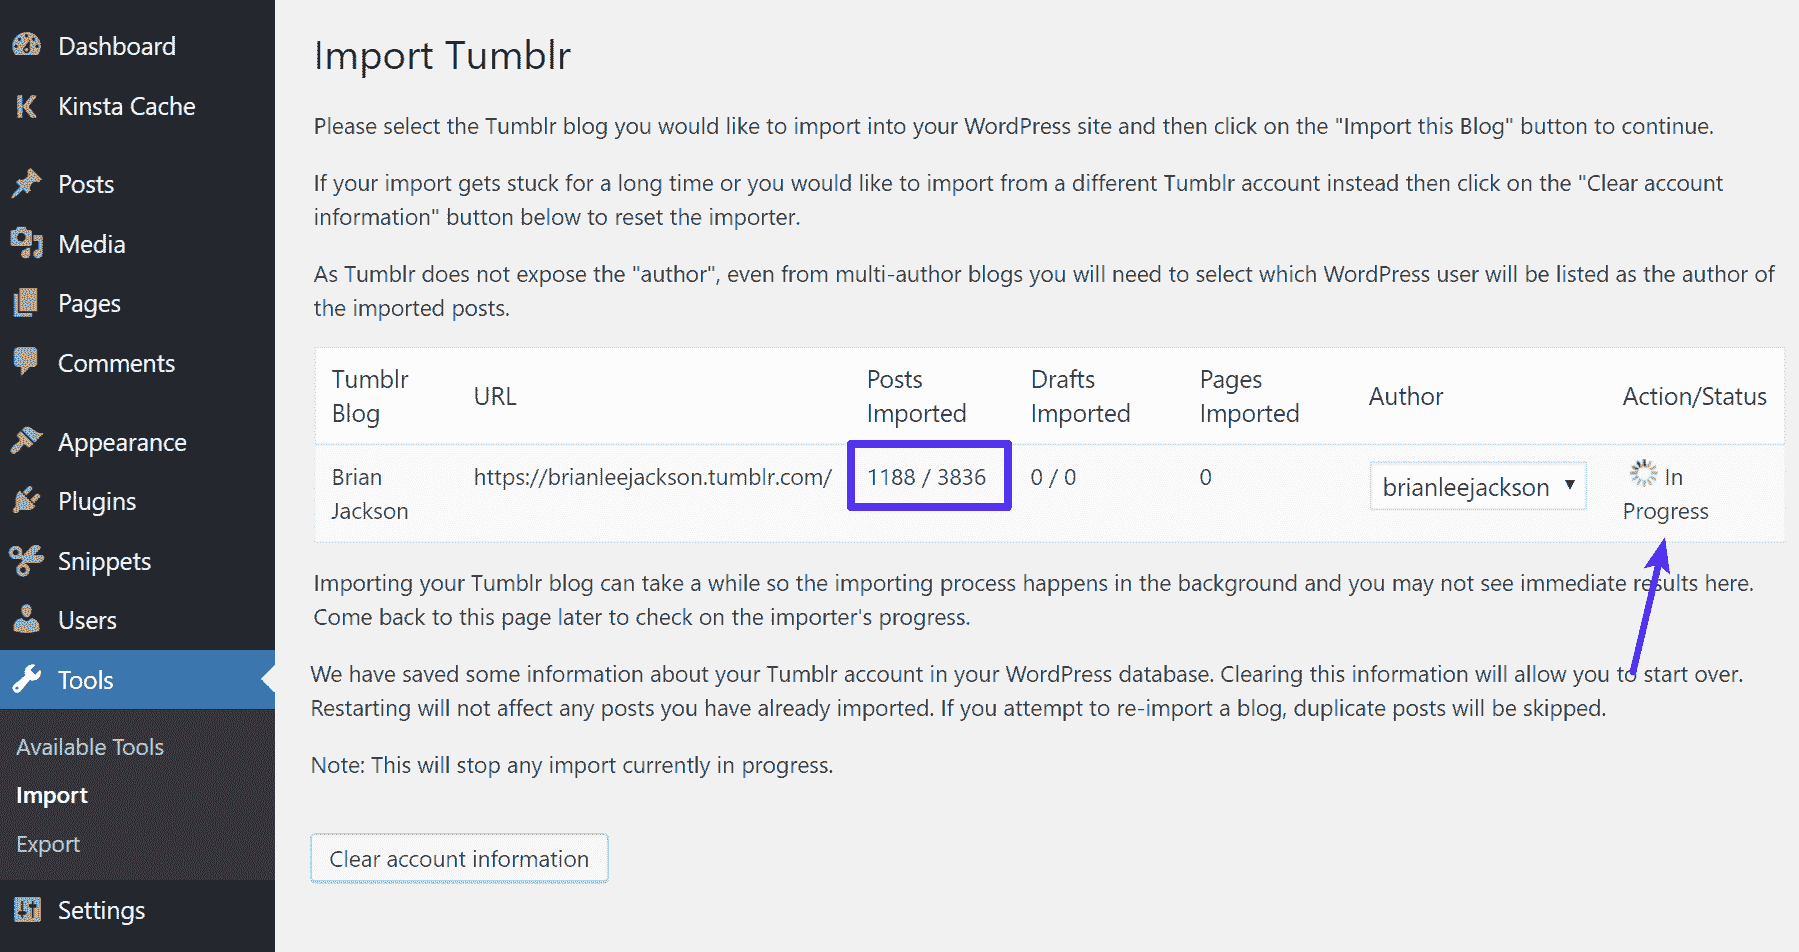 Dashboard
Kinsta Cache
Posts
Media
Pages
Comments
Appearance
Plugins
Snippets
Users
Tools
Available Tools
Import
Export
Settings
Import Tumblr
Please select the Tumblr blog you would like to import into your WordPress site and then click on the "Import this Blog" button to continue.
If your import gets stuck for a long time or you would like to import from a different Tumblr account instead then click on the "Clear account
information" button below to reset the importer.
As Tumblr does not expose the "author", even from multi-author blogs you will need to select which WordPress user will be listed as the author of
the imported posts.
Tumblr
Blog
URL
Posts
Imported
Drafts
Imported
Pages
Imported
Author
Action/Status
Brian
Jackson
https://brianleejackson.tumblr.com/
1188 / 3836
0 / 0
0
brianleejackson
In
Progress
Importing your Tumblr blog can take a while so the importing process happens in the background and you may not see immediate results here.
Come back to this page later to check on the importer's progress.
We have saved some information about your Tumblr account in your WordPress database. Clearing this information will allow you to start over.
Restarting will not affect any posts you have already imported. If you attempt to re-import a blog, duplicate posts will be skipped.
Note: This will stop any import currently in progress.
Clear account information